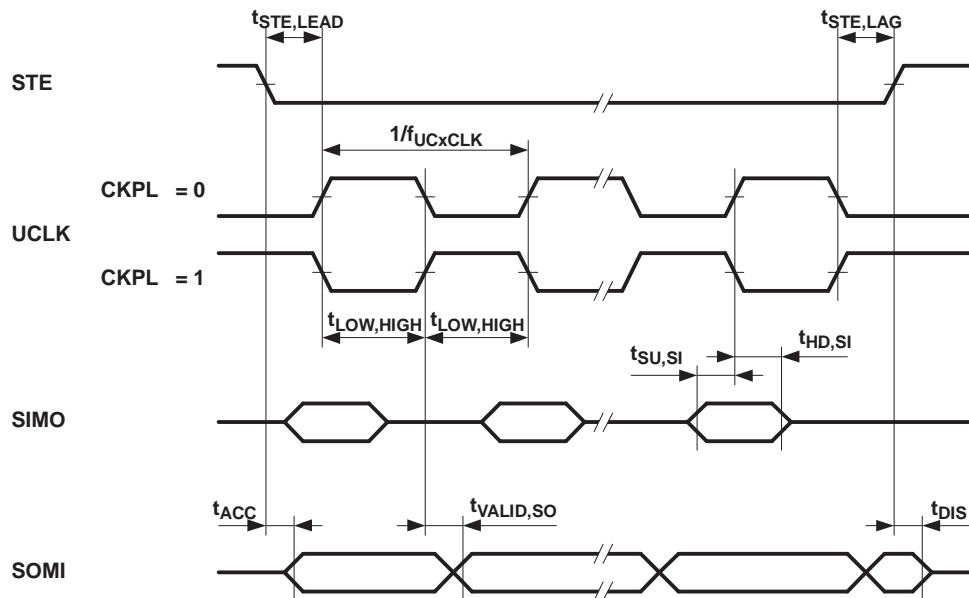 tSTE,LEAD
tSTE,LAG
STE
1/fUCxCLK
CKPL = 0
UCLK
CKPL = 1
tLOW,HIGH tLOW,HIGH
tHD,SI
tSU,SI
SIMO
tACC
tVALID,SO
tDIS
SOMI